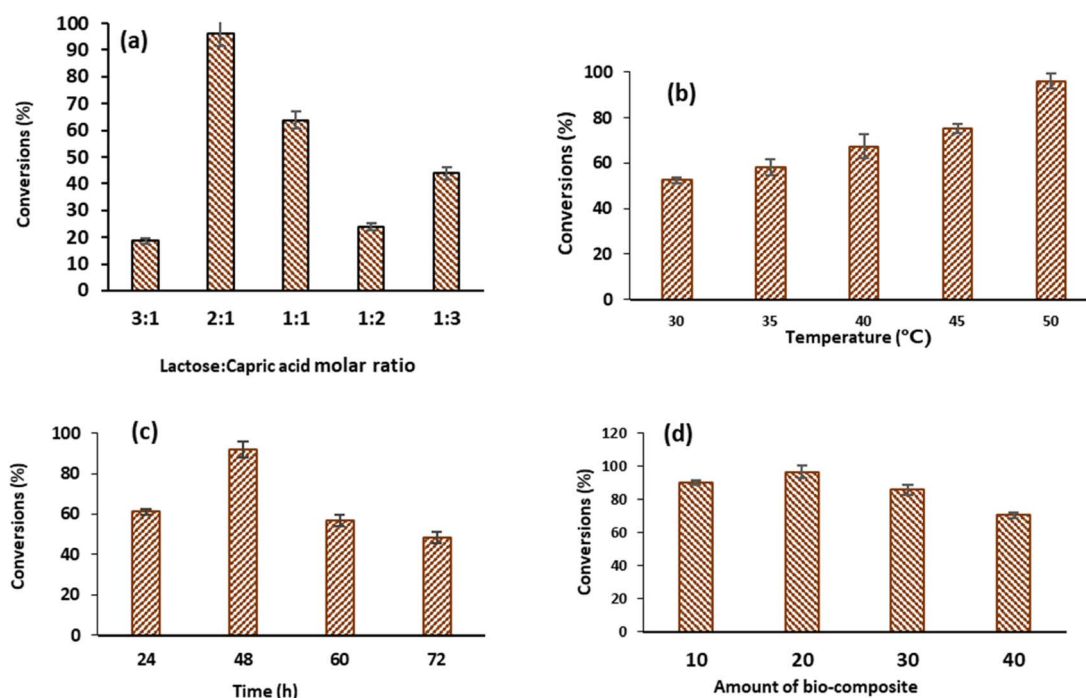 (a)
Conversions (%)
100
90
80
70
60
50
40
30
20
10
0
3:1 2:1 1:1 1:2 1:3
Lactose:Capric acid molar ratio
(b)
Conversions (%)
100
80
60
40
20
0
30 35 40 45 50
Temperature (°C)
(c)
Conversions (%)
100
80
60
40
20
0
24 48 60 72
Time (h)
(d)
Conversions (%)
120
100
80
60
40
20
0
10 20 30 40
Amount of bio-composite